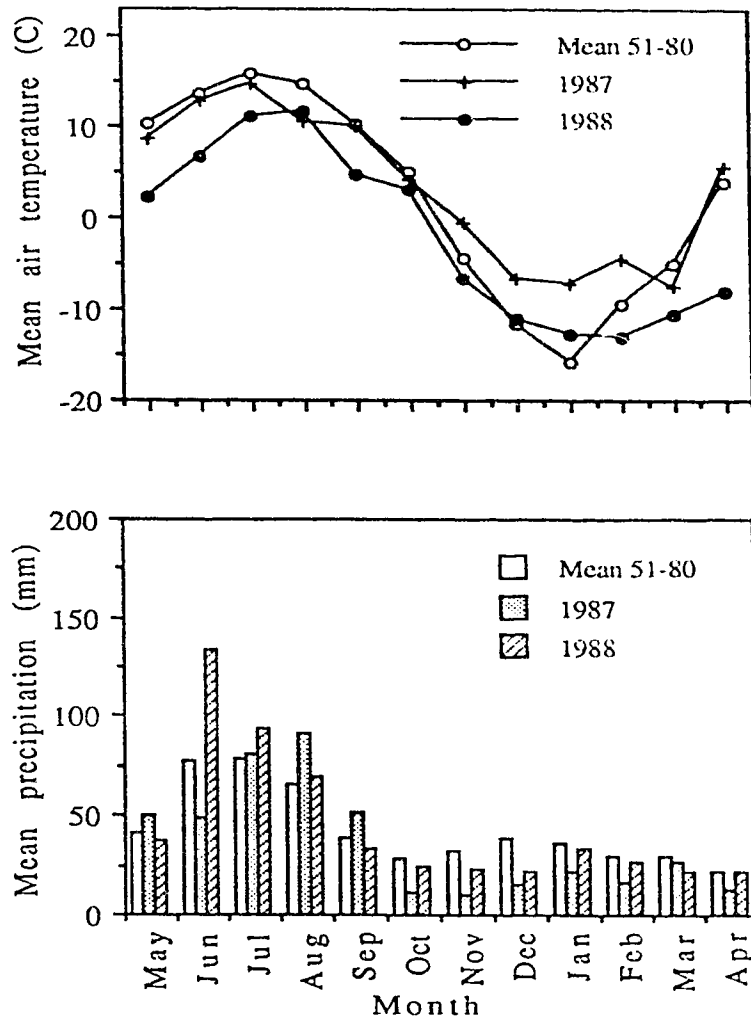 Mean air temperature (C)
20
10
0
-10
-20
Mean 51-80
1987
1988
Mean precipitation (mm)
200
150
100
50
0
Mean 51-80
1987
1988
May
Jun
Jul
Aug
Sep
Oct
Nov
Dec
Jan
Feb
Mar
Apr
Month